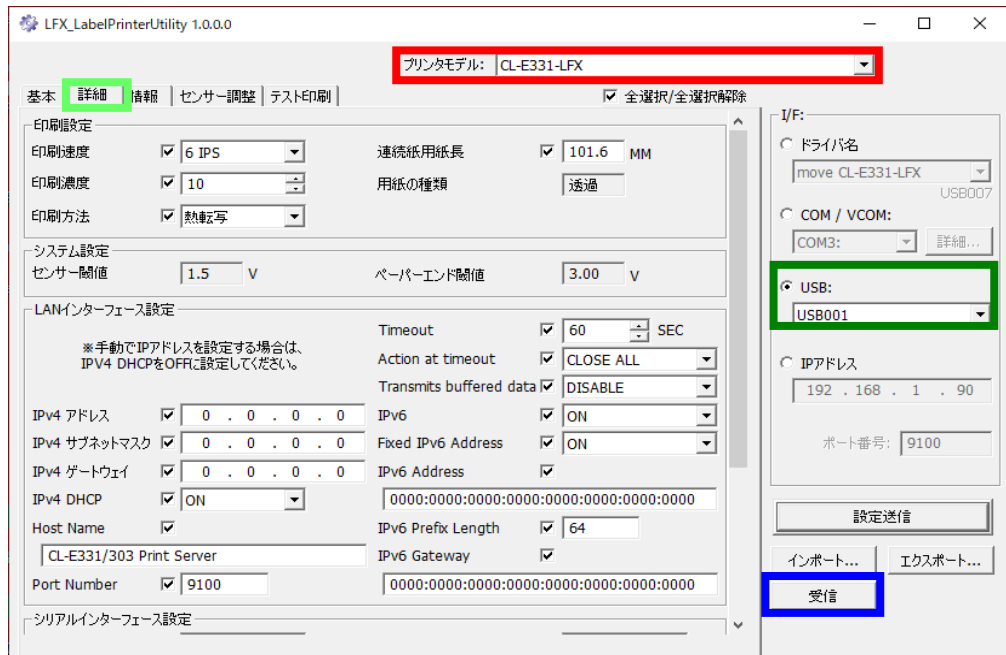 LFX_LabelPrinterUtility 1.0.0.0
プリンタモデル: CL-E331-LFX
基本 詳細 情報 センサー調整 テスト印刷
全選択/全選択解除
印刷設定
印刷速度 6 IPS 連続紙用紙長 101.6 MM
印刷濃度 10 用紙の種類 透過
印刷方法 熱転写
システム設定
センサー閾値 1.5 V ペーパーエンド閾値 3.00 V
LANインターフェース設定
※手動でIPアドレスを設定する場合は、
IPV4 DHCPをOFFに設定してください。
Timeout 60 SEC
Action at timeout CLOSE ALL
Transmits buffered data DISABLE
IPv4 アドレス 0 . 0 . 0 . 0 IPv6 ON
IPv4 サブネットマスク 0 . 0 . 0 . 0 Fixed IPv6 Address ON
IPv4 ゲートウェイ 0 . 0 . 0 . 0 IPv6 Address
IPv4 DHCP ON 0000:0000:0000:0000:0000:0000:0000:0000
Host Name IPv6 Prefix Length 64
CL-E331/303 Print Server IPv6 Gateway
Port Number 9100 0000:0000:0000:0000:0000:0000:0000:0000
シリアルインターフェース設定
I/F:
ドライバ名
move CL-E331-LFX
USB007
COM / VCOM:
COM3: 詳細...
USB:
USB001
IPアドレス
192 . 168 . 1 . 90
ポート番号: 9100
設定送信
インポート... エクスポート...
受信